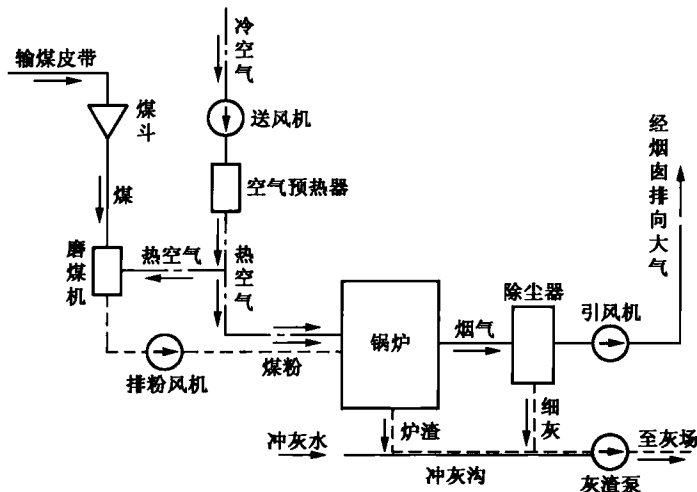 输煤皮带
冷空气
煤斗
送风机
空气预热器
煤
磨煤机
热空气
热空气
排粉风机
煤粉
锅炉
烟气
除尘器
引风机
经烟囱排向大气
炉渣
细灰
冲灰水
冲灰沟
至灰场
灰渣泵